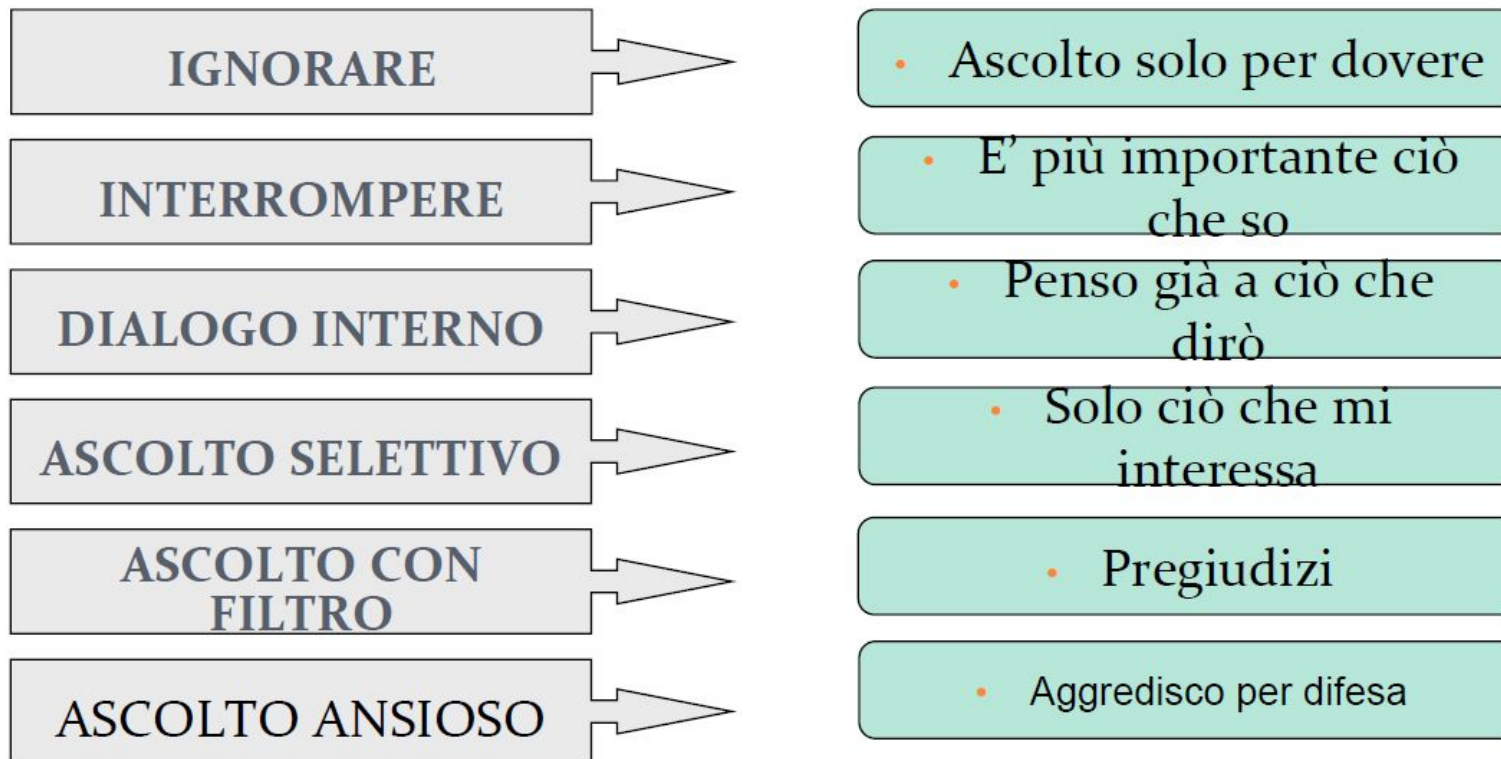 IGNORARE
• Ascolto solo per dovere
INTERROMPERE
• E’ più importante ciò
che so
DIALOGO INTERNO
• Penso già a ciò che
dirò
ASCOLTO SELETTIVO
• Solo ciò che mi
interessa
ASCOLTO CON
FILTRO
• Pregiudizi
ASCOLTO ANSIOSO
• Aggredisco per difesa